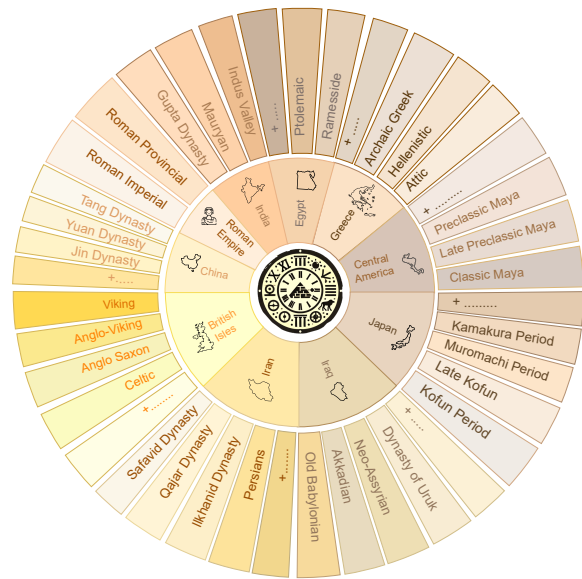 Egypt
Ptolemaic
Ramesside
+ .....
Greece
Archaic Greek
Hellenistic
Attic
Central
America
+ .........
Preclassic Maya
Late Preclassic Maya
Classic Maya
Japan
+ .........
Kamakura Period
Muromachi Period
Late Kofun
Kofun Period
Iraq
+ .....
Dynasty of Uruk
Neo-Assyrian
Akkadian
Old Babylonian
Iran
+ .......
Persians
Ilkhanid Dynasty
Qajar Dynasty
Safavid Dynasty
British
Isles
+ ........
Celtic
Anglo Saxon
Anglo-Viking
Viking
China
+.....
Jin Dynasty
Yuan Dynasty
Tang Dynasty
Roman
Empire
Roman Imperial
Roman Provincial
India
Gupta Dynasty
Mauryan
Indus Valley
+ .....